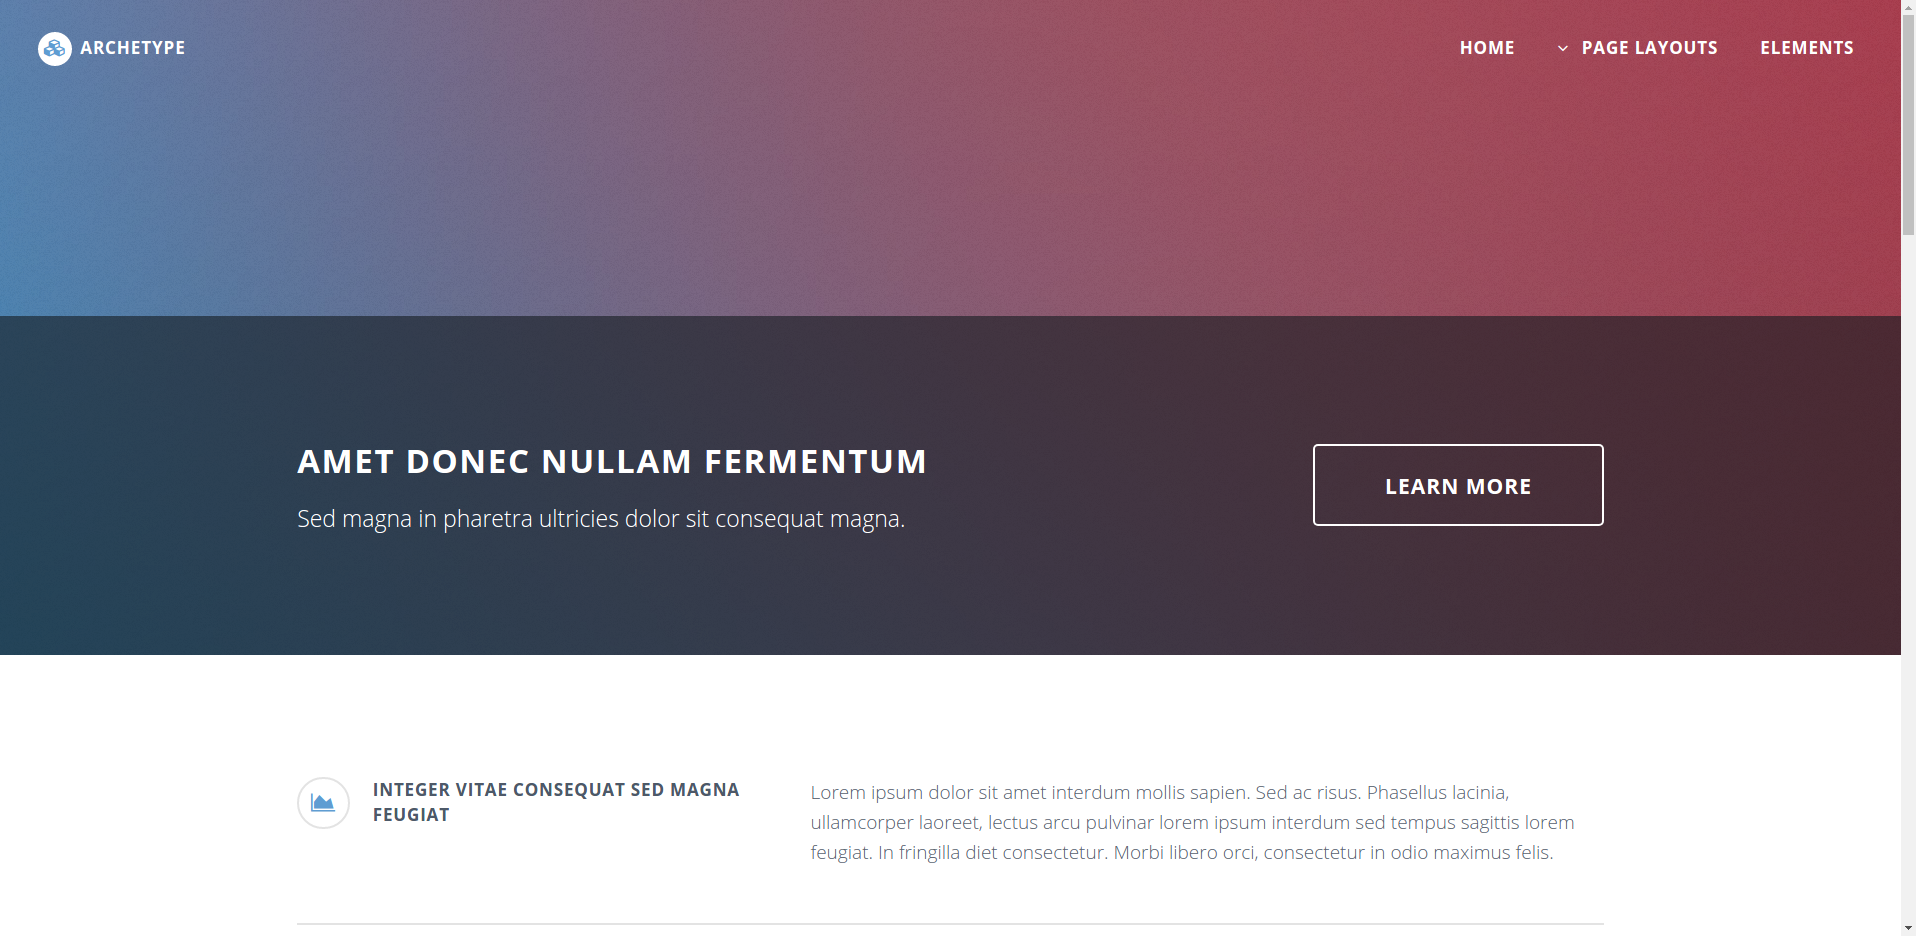 ARCHETYPE
HOME
PAGE LAYOUTS
ELEMENTS
AMET DONEC NULLAM FERMENTUM
Sed magna in pharetra ultricies dolor sit consequat magna.
LEARN MORE
INTEGER VITAE CONSEQUAT SED MAGNA
FEUGIAT
Lorem ipsum dolor sit amet interdum mollis sapien. Sed ac risus. Phasellus lacinia,
ullamcorper laoreet, lectus arcu pulvinar lorem ipsum interdum sed tempus sagittis lorem
feugiat. In fringilla diet consectetur. Morbi libero orci, consectetur in odio maximus felis.